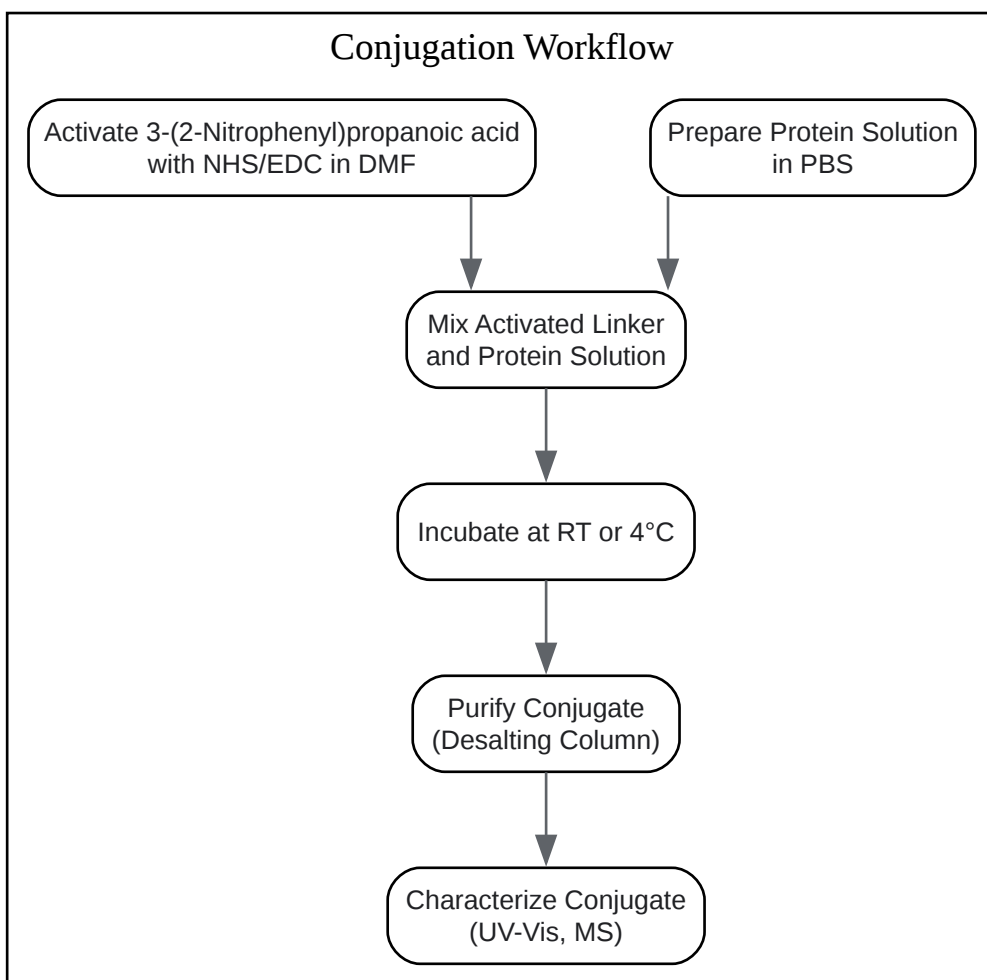 Conjugation Workflow
Activate 3-(2-Nitrophenyl)propanoic acid
with NHS/EDC in DMF
Prepare Protein Solution
in PBS
Mix Activated Linker
and Protein Solution
Incubate at RT or 4°C
Purify Conjugate
(Desalting Column)
Characterize Conjugate
(UV-Vis, MS)